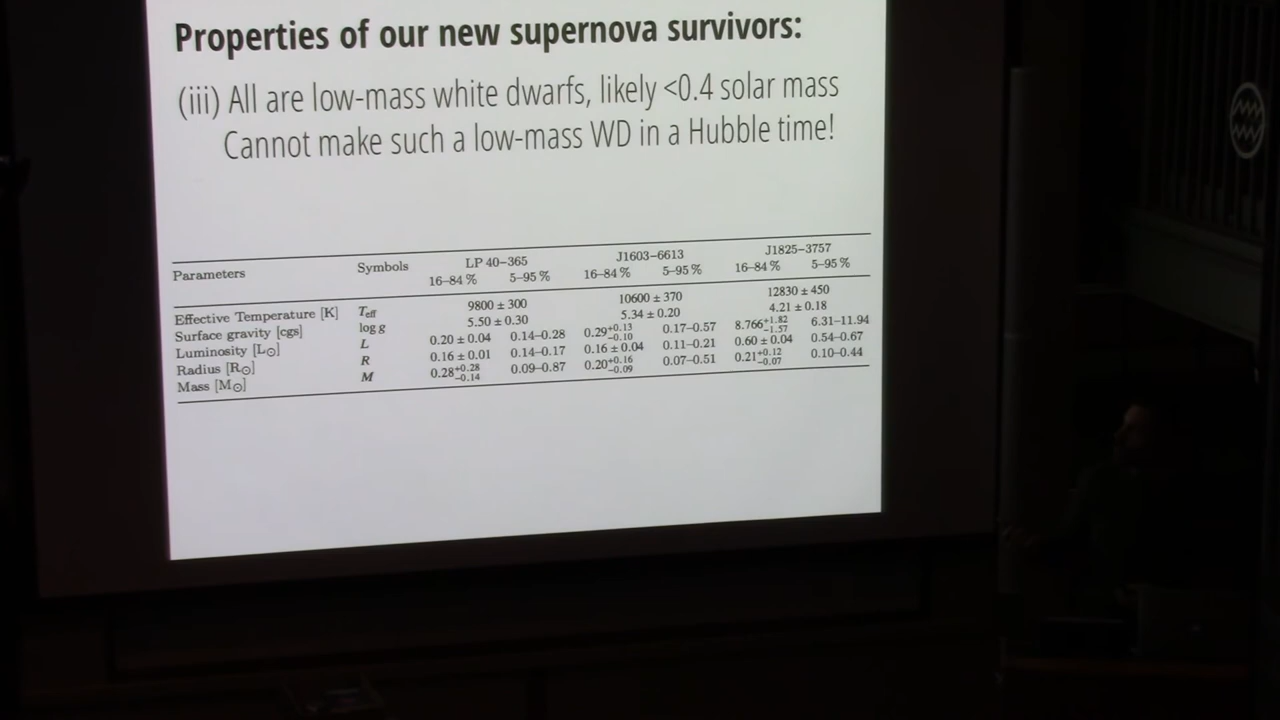 Properties of our new supernova survivors:
(iii) All are low-mass white dwarfs, likely <0.4 solar mass
Cannot make such a low-mass WD in a Hubble time!
Parameters Symbols LP 40–365 J1603–6613 J1825–3757
16–84 % 5–95 % 16–84 % 5–95 % 16–84 % 5–95 %
Effective Temperature [K] Teff 9800 ± 300 10600 ± 370 12830 ± 450
Surface gravity [cgs] log g 5.50 ± 0.30 5.34 ± 0.20 4.21 ± 0.18
Luminosity [L⊙] L 0.20 ± 0.04 0.14–0.28 0.29+0.13−0.10 0.17–0.57 8.766+1.82−1.57 6.31–11.94
Radius [R⊙] R 0.16 ± 0.01 0.14–0.17 0.16 ± 0.04 0.11–0.21 0.60 ± 0.04 0.54–0.67
Mass [M⊙] M 0.28+0.28−0.14 0.09–0.87 0.20+0.16−0.09 0.07–0.51 0.21+0.12−0.07 0.10–0.44